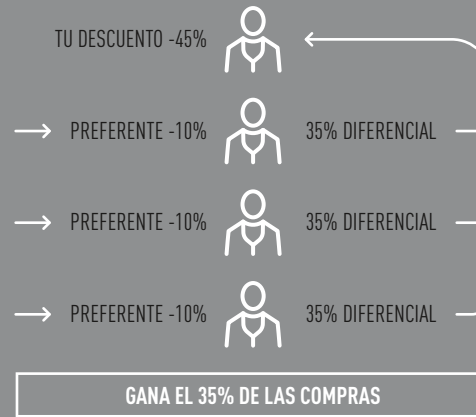 TU DESCUENTO -45%
PREFERENTE -10% 35% DIFERENCIAL
PREFERENTE -10% 35% DIFERENCIAL
PREFERENTE -10% 35% DIFERENCIAL
GANA EL 35% DE LAS COMPRAS